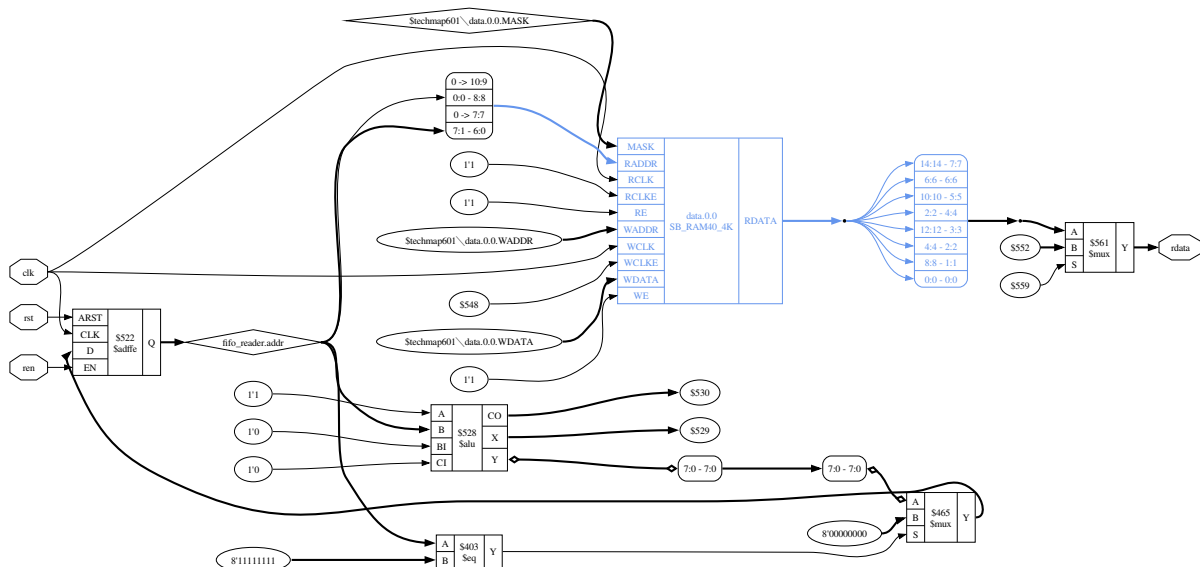 $techmap601\data.0.0.MASK
0 -> 10:9
0:0 - 8:8
0 -> 7:7
7:1 - 6:0
1'1
1'1
$techmap601\data.0.0.WADDR
$548
$techmap601\data.0.0.WDATA
1'1
MASK
RADDR
RCLK
RCLKE
RE
WADDR
WCLK
WCLKE
WDATA
WE
data.0.0
SB_RAM40_4K
RDATA
14:14 - 7:7
6:6 - 6:6
10:10 - 5:5
2:2 - 4:4
12:12 - 3:3
4:4 - 2:2
8:8 - 1:1
0:0 - 0:0
$552
$559
A
B
S
$561
$mux
Y
rdata
clk
rst
ren
ARST
CLK
D
EN
$522
$adffe
Q
fifo_reader.addr
1'1
1'0
1'0
A
B
BI
CI
$528
$alu
CO
X
Y
$530
$529
7:0 - 7:0
7:0 - 7:0
8'00000000
A
B
S
$465
$mux
Y
8'11111111
A
B
$403
$eq
Y